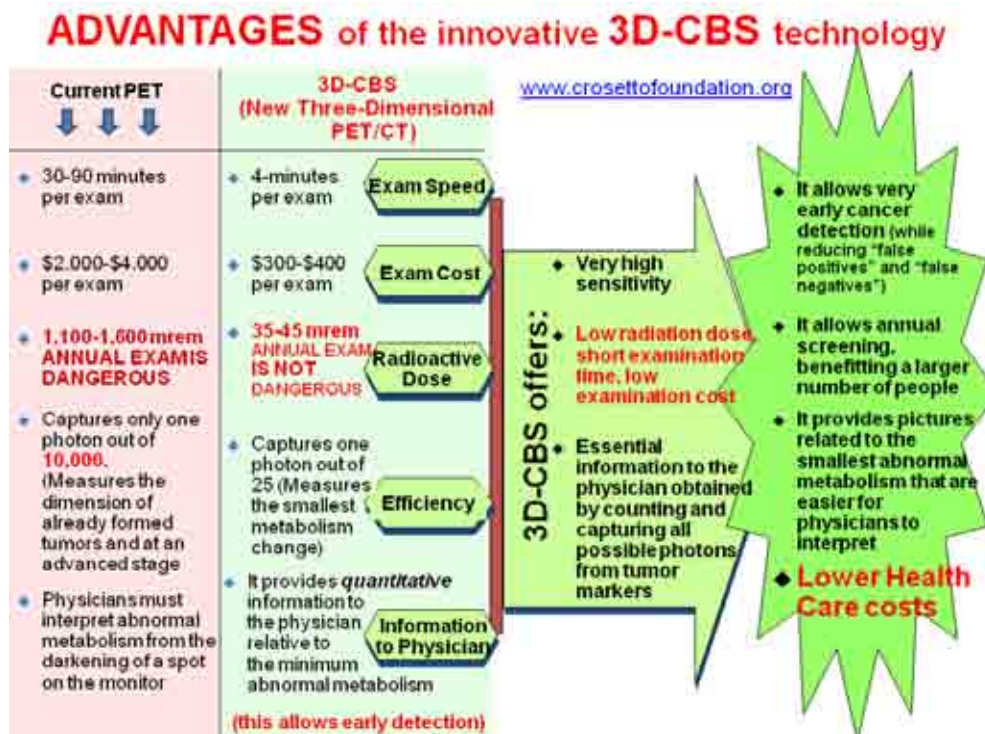 ADVANTAGES of the innovative 3D-CBS technology
Current PET
30-90 minutes
per exam
$2.000-$4.000
per exam
1.100-1,600 mrem
ANNUAL EXAM IS
DANGEROUS
Captures only one
photon out of
10,000.
(Measures the
dimension of
already formed
tumors and at an
advanced stage
Physicians must
interpret abnormal
metabolism from the
darkening of a spot
on the monitor
3D-CBS
(New Three-Dimensional
PET/CT)
4-minutes
per exam
$300-$400
per exam
35-45 mrem
ANNUAL EXAM
IS NOT
DANGEROUS
Captures one
photon out of
25 (Measures
the smallest
metabolism
change)
It provides quantitative
information to
the physician
relative to
the minimum
abnormal metabolism
(this allows early detection)
Exam Speed
Exam Cost
Radioactive
Dose
Efficiency
Information
to Physician
www.crosettofoundation.org
3D-CBS offers:
Very high
sensitivity
Low radiation dose,
short examination
time, low
examination cost
Essential
information to the
physician obtained
by counting and
capturing all
possible photons
from tumor
markers
It allows very
early cancer
detection (while
reducing "false
positives" and "false
negatives")
It allows annual
screening,
benefitting a larger
number of people
It provides pictures
related to the
smallest abnormal
metabolism that are
easier for
physicians to
interpret
Lower Health
Care costs